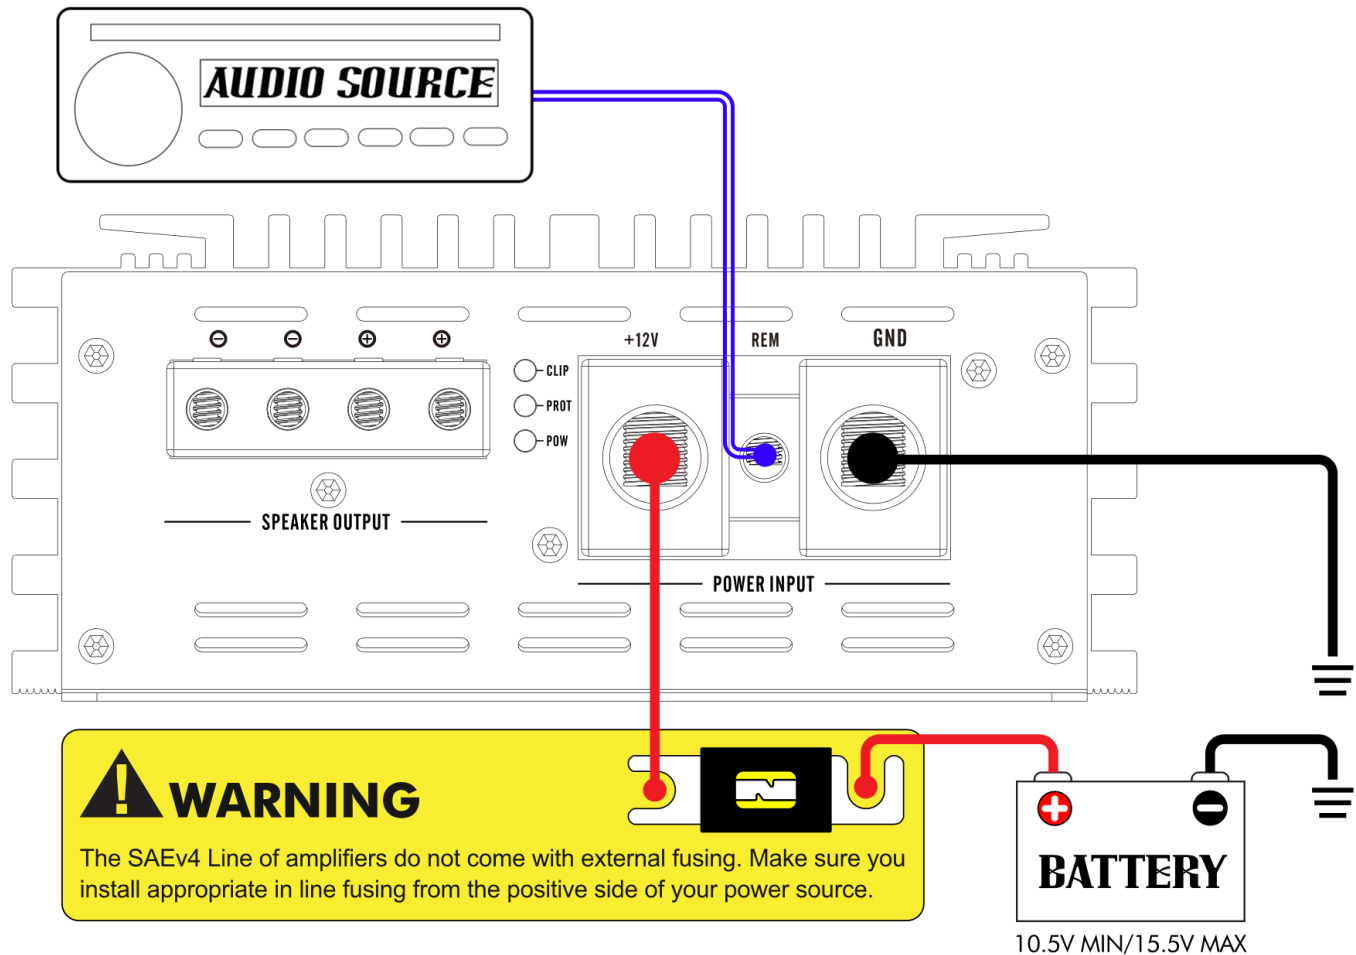 AUDIO SOURCE
+12V REM GND
CLIP
PROT
POW
SPEAKER OUTPUT
POWER INPUT
WARNING
The SAEv4 Line of amplifiers do not come with external fusing. Make sure you
install appropriate in line fusing from the positive side of your power source.
BATTERY
10.5V MIN/15.5V MAX